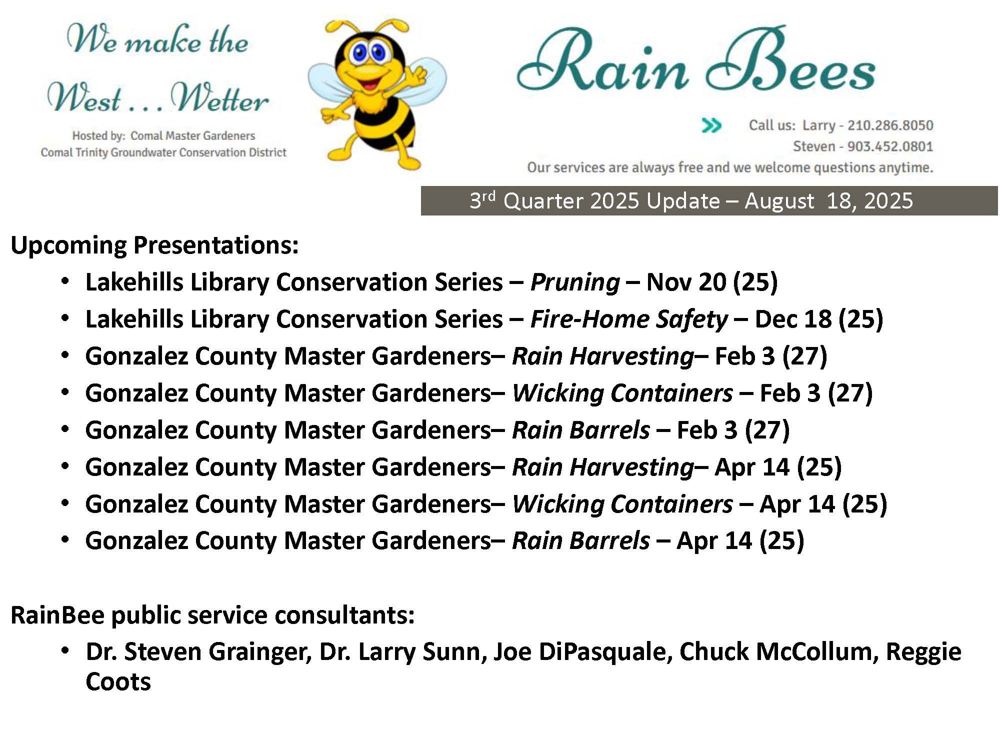 We make the
West . . . Wetter
Hosted by: Comal Master Gardeners
Comal Trinity Groundwater Conservation District
Rain Bees
Call us: Larry - 210.286.8050
Steven - 903.452.0801
Our services are always free and we welcome questions anytime.
3rd Quarter 2025 Update – August 18, 2025
Upcoming Presentations:
• Lakehills Library Conservation Series – Pruning – Nov 20 (25)
• Lakehills Library Conservation Series – Fire-Home Safety – Dec 18 (25)
• Gonzalez County Master Gardeners– Rain Harvesting– Feb 3 (27)
• Gonzalez County Master Gardeners– Wicking Containers – Feb 3 (27)
• Gonzalez County Master Gardeners– Rain Barrels – Feb 3 (27)
• Gonzalez County Master Gardeners– Rain Harvesting– Apr 14 (25)
• Gonzalez County Master Gardeners– Wicking Containers – Apr 14 (25)
• Gonzalez County Master Gardeners– Rain Barrels – Apr 14 (25)
RainBee public service consultants:
• Dr. Steven Grainger, Dr. Larry Sunn, Joe DiPasquale, Chuck McCollum, Reggie
Coots